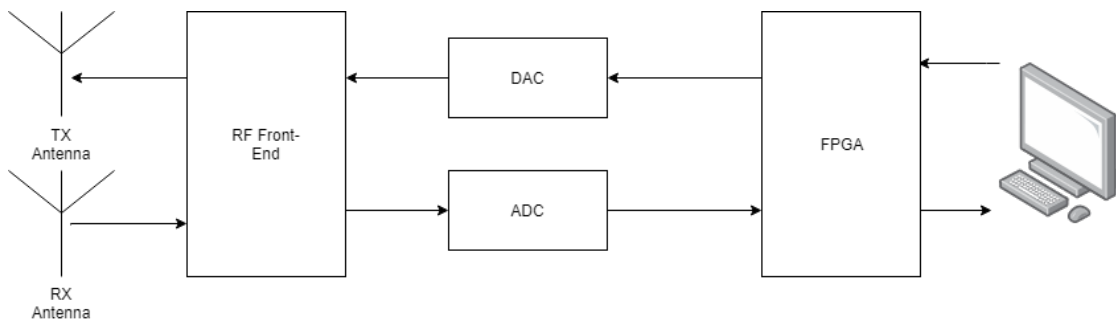 TX
Antenna
RX
Antenna
RF Front-
End
DAC
ADC
FPGA